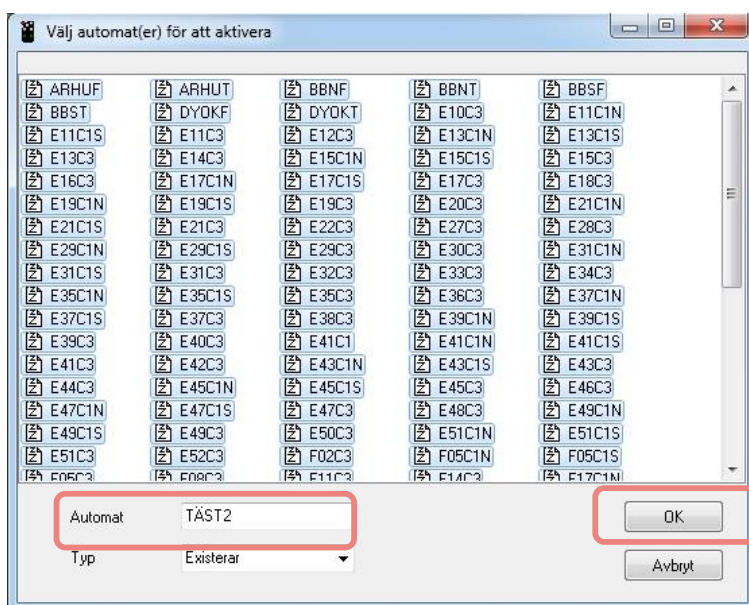 Välj automat(er) för att aktivera
ARHUF ARHUT BBNF BBNT BBSF
BBST DYOKF DYOKT E10C3 E11C1N
E11C1S E11C3 E12C3 E13C1N E13C1S
E13C3 E14C3 E15C1N E15C1S E15C3
E16C3 E17C1N E17C1S E17C3 E18C3
E19C1N E19C1S E19C3 E20C3 E21C1N
E21C1S E21C3 E22C3 E27C3 E28C3
E29C1N E29C1S E29C3 E30C3 E31C1N
E31C1S E31C3 E32C3 E33C3 E34C3
E35C1N E35C1S E35C3 E36C3 E37C1N
E37C1S E37C3 E38C3 E39C1N E39C1S
E39C3 E40C3 E41C1 E41C1N E41C1S
E41C3 E42C3 E43C1N E43C1S E43C3
E44C3 E45C1N E45C1S E45C3 E46C3
E47C1N E47C1S E47C3 E48C3 E49C1N
E49C1S E49C3 E50C3 E51C1N E51C1S
E51C3 E52C3 F02C3 F05C1N F05C1S
F05C3 F08C3 F11C3 F14C3 F17C1N
Automat TÄST2 OK
Typ Existerar Avbryt